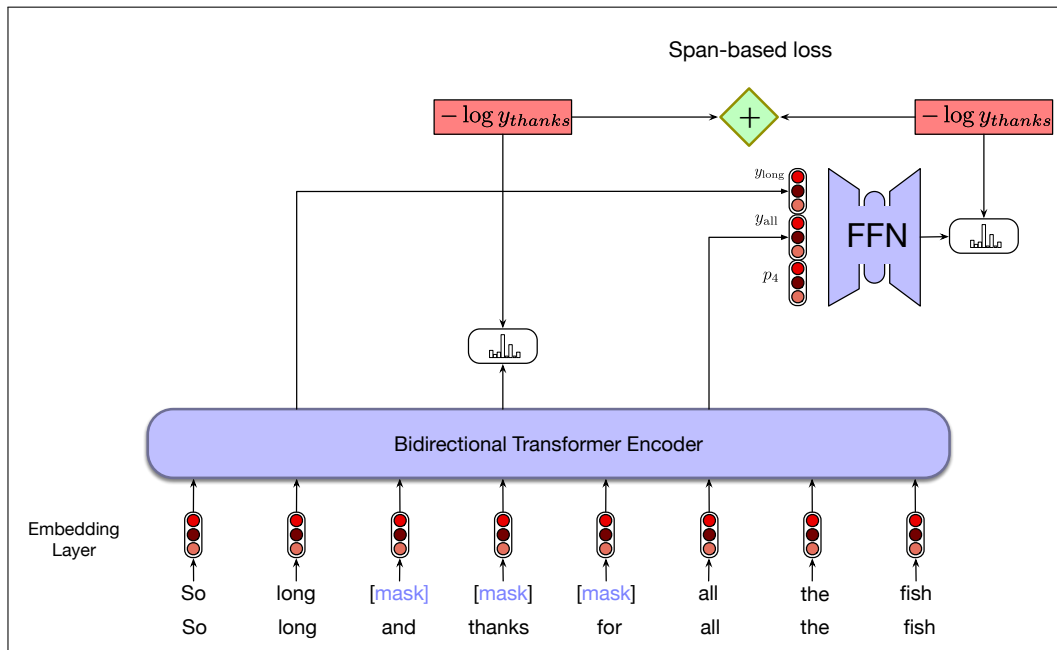 Span-based loss
− log y_thanks
+
− log y_thanks
y_long
y_all
FFN
p_4
Bidirectional Transformer Encoder
Embedding
Layer
So long [mask] [mask] [mask] all the fish
So long and thanks for all the fish